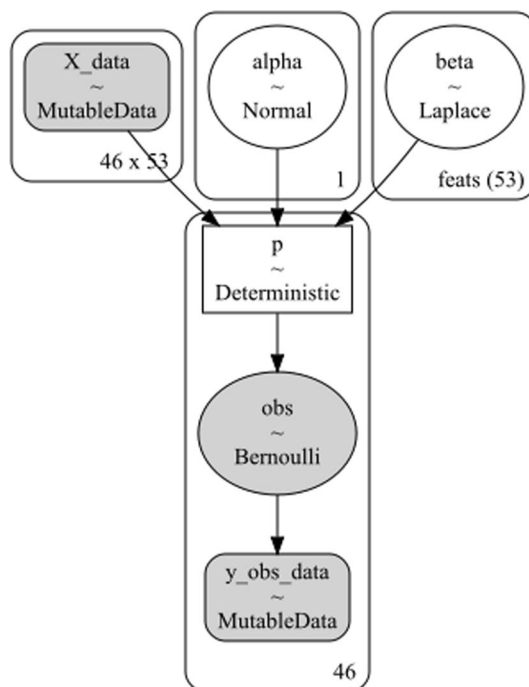 X_data
~
MutableData
46 x 53
alpha
~
Normal
1
beta
~
Laplace
feats (53)
p
~
Deterministic
obs
~
Bernoulli
y_obs_data
~
MutableData
46